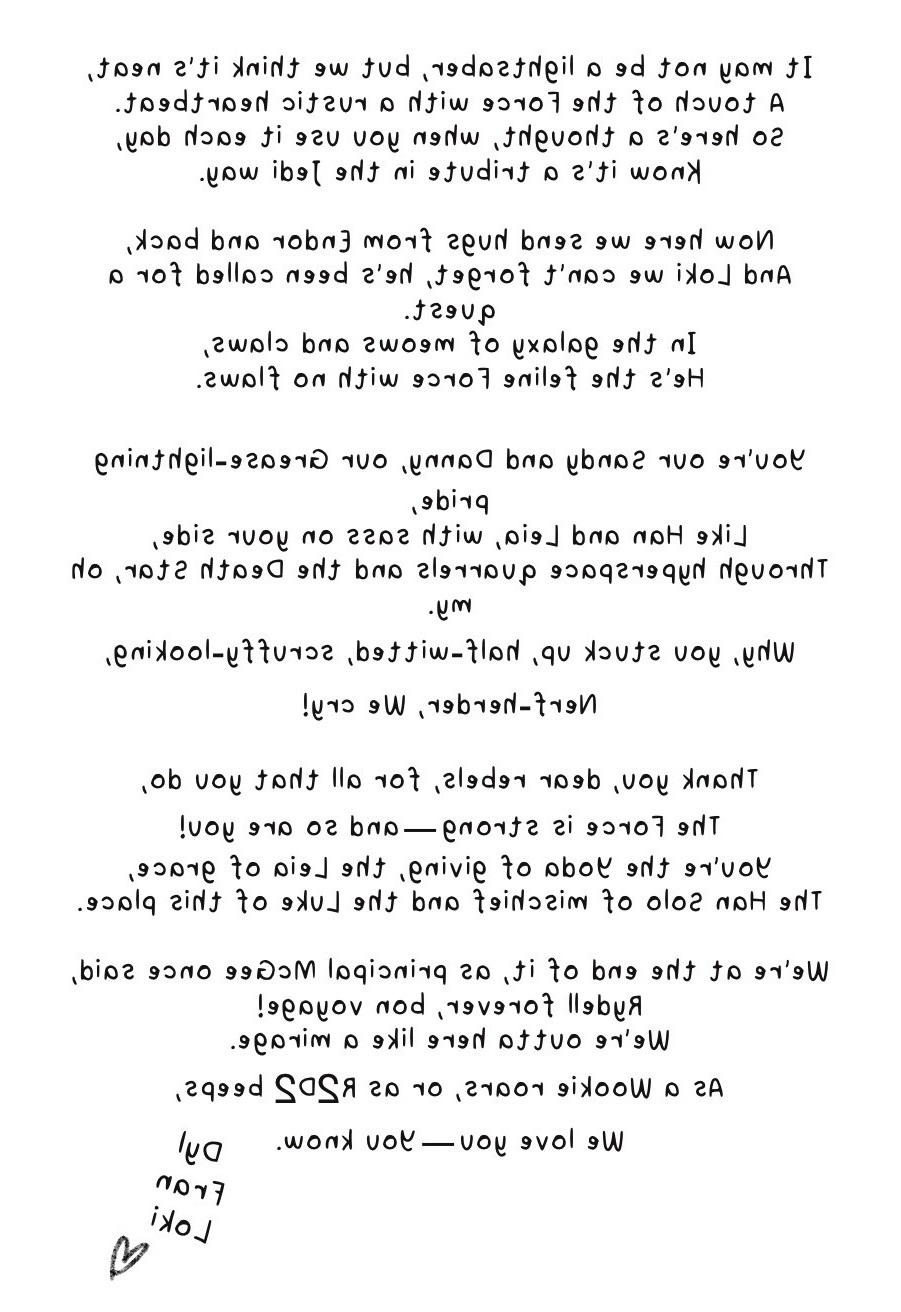 It may not be a lightsaber, but we think it's neat,
A touch of the Force with a rustic heartbeat.
So here's a thought, when you use it each day,
Know it's a tribute in the Jedi way.
Now here we send hugs from Endor and back,
And Loki we can't forget, he's been called for a
quest.
In the galaxy of meows and claws,
He's the feline Force with no flaws.
You're our Sandy and Danny, our Grease-lightning
pride,
Like Han and Leia, with sass on your side,
Through hyperspace quarrels and the Death Star, oh
my.
Why, you stuck up, half-witted, scruffy-looking,
Nerf-herder, We cry!
Thank you, dear rebels, for all that you do,
The Force is strong—and so are you!
You're the Yoda of giving, the Leia of grace,
The Han Solo of mischief and the Luke of this place.
We're at the end of it, as principal McGee once said,
Rydell forever, bon voyage!
We're outta here like a mirage.
As a Wookie roars, or as R2D2 beeps,
We love you—You know.
Dyl
Fran
Loki